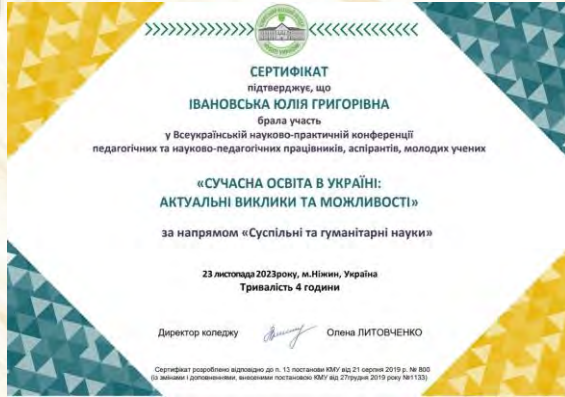 СЕРТИФІКАТ
підтверджує, що
ІВАНОВСЬКА ЮЛІЯ ГРИГОРІВНА
брала участь
у Всеукраїнській науково-практичній конференції
педагогічних та науково-педагогічних працівників, аспірантів, молодих учених
«СУЧАСНА ОСВІТА В УКРАЇНІ:
АКТУАЛЬНІ ВИКЛИКИ ТА МОЖЛИВОСТІ»
за напрямом «Суспільні та гуманітарні науки»
23 листопада 2023року, м.Ніжин, Україна
Тривалість 4 години
Директор коледжу Олена ЛИТОВЧЕНКО
Сертифікат розроблено відповідно до п. 13 постанови КМУ від 21 серпня 2019 р. № 800
(із змінами і доповненнями, внесеними постановою КМУ від 27грудня 2019 року №1133)